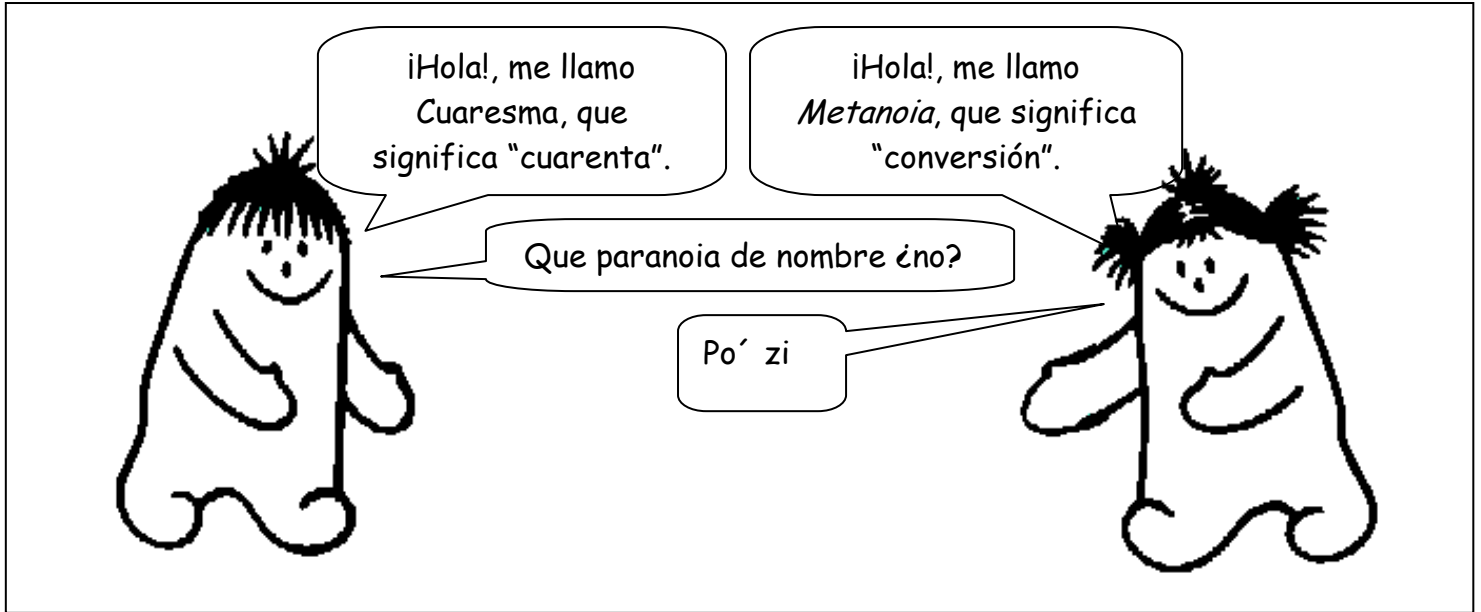 ¡Hola!, me llamo
Cuaresma, que
significa “cuarenta”.
¡Hola!, me llamo
Metanoia, que significa
“conversión”.
Que paranoia de nombre ¿no?
Po´ zi